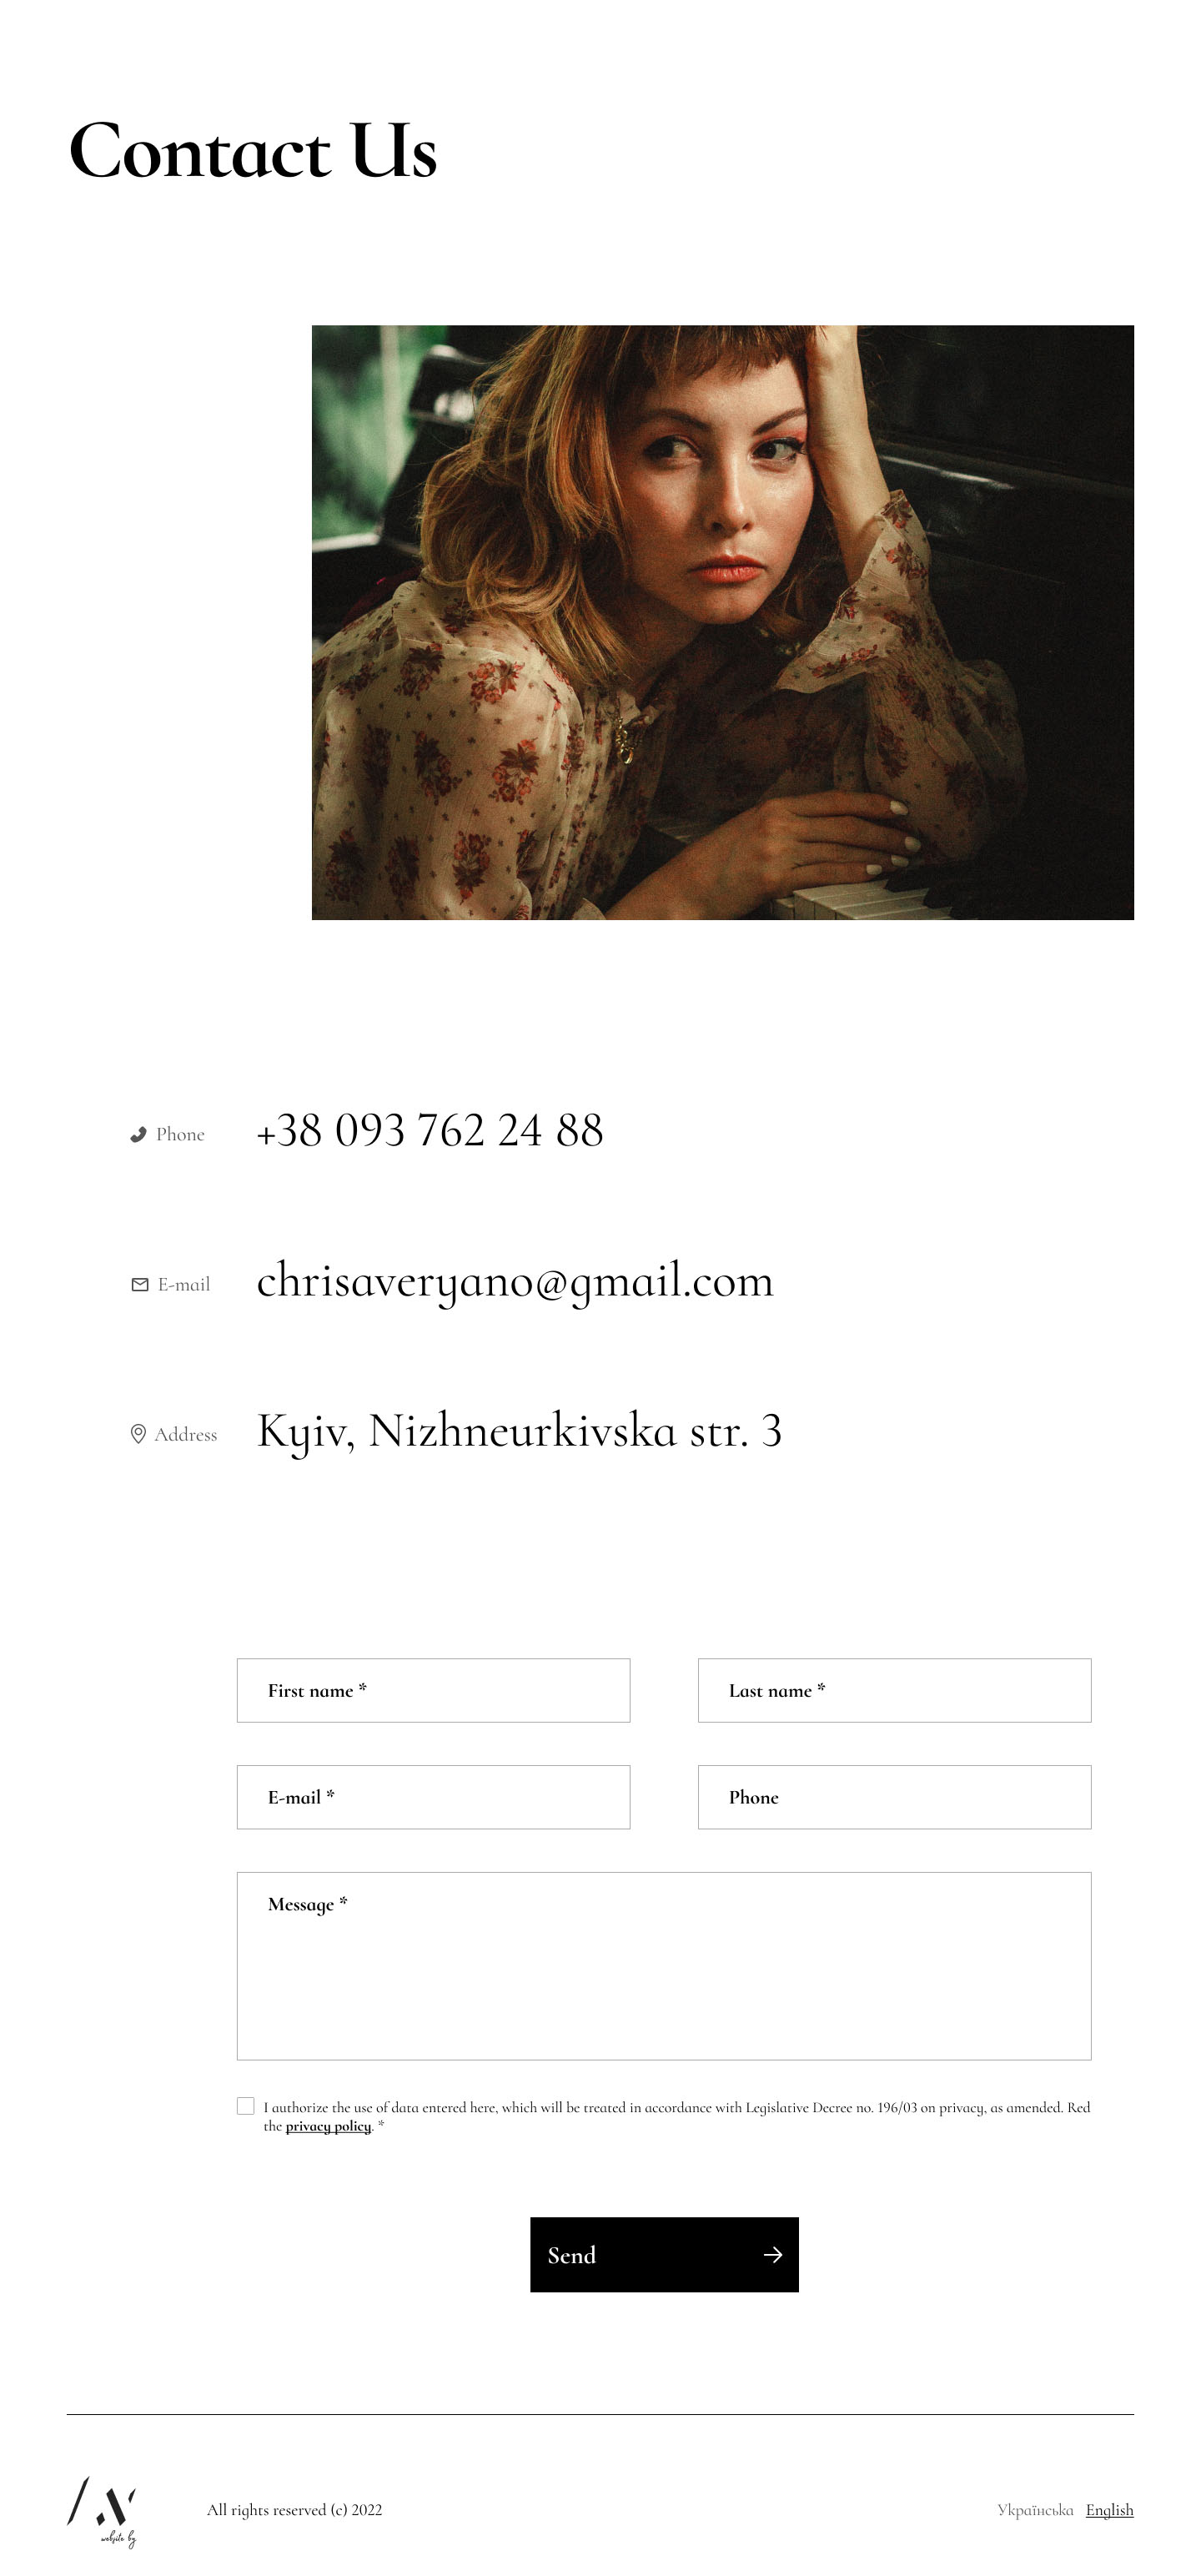 Contact Us
Phone
+38 093 762 24 88
E-mail
chrisaveryano@gmail.com
Address
Kyiv, Nizhneurkivska str. 3
First name *
Last name *
E-mail *
Phone
Message *
I authorize the use of data entered here, which will be treated in accordance with Legislative Decree no. 196/03 on privacy, as amended. Red
the privacy policy. *
Send
website by
All rights reserved (c) 2022
Українська
English